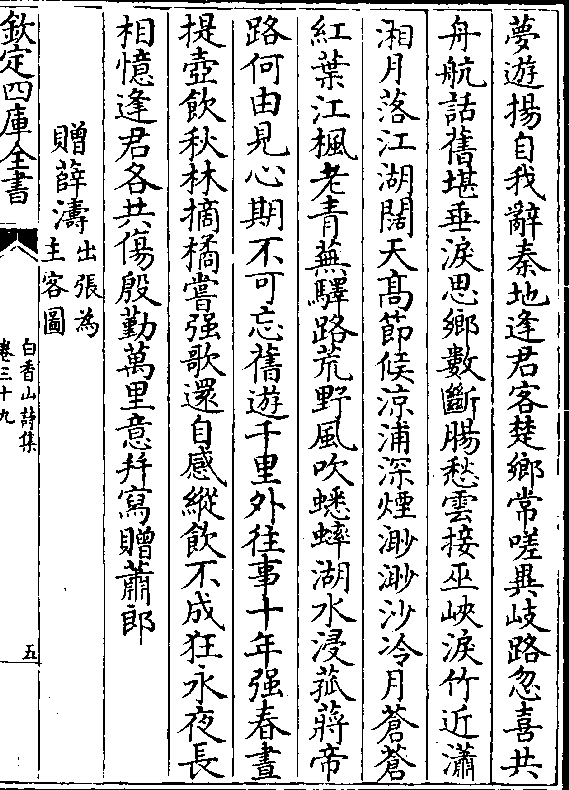 夢遊揚自我辭秦地逢君客楚鄉常嗟異岐路忽喜共
舟航話舊堪垂淚思鄉數斷腸愁雲接巫峽淚竹近瀟
湘月落江湖闊天高節候涼浦深煙渺渺沙冷月蒼蒼
紅葉江楓老青蕪驛路荒野風吹蟋蟀湖水浸菰蔣帝
路何由見心期不可忘舊遊千里外往事十年強春晝
提壺飲秋林摘橘嘗强歌還自感縱飲不成狂永夜長
相憶逢君各共傷殷勤萬里意幷寫贈蕭郎
贈薛濤出張為
主客圖
欽定四庫全書
白香山詩集
卷三十九
五